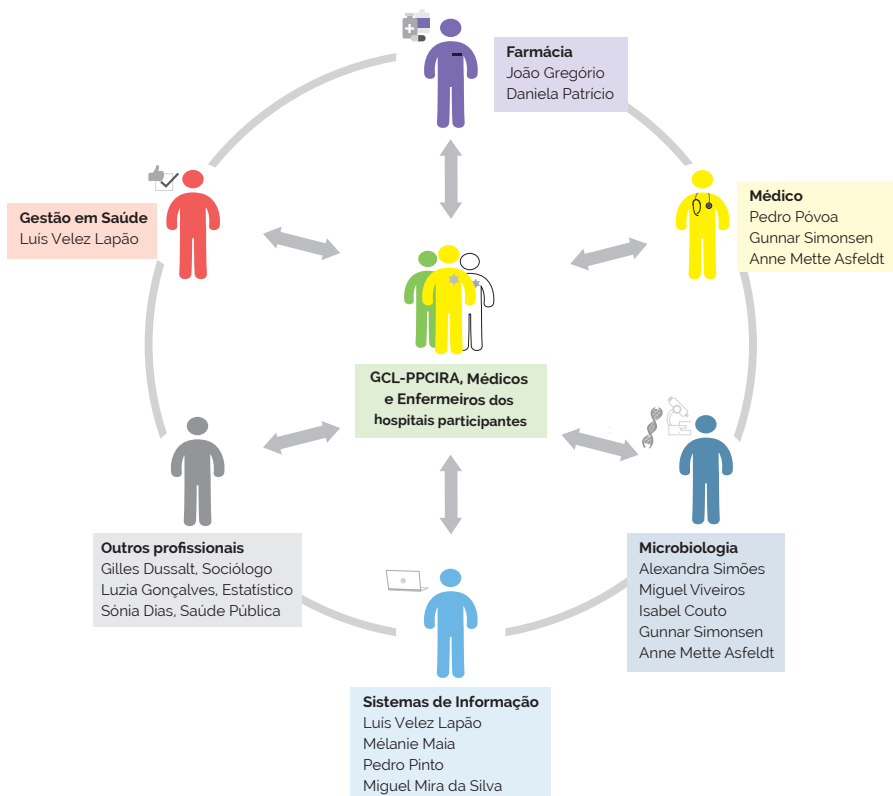 Farmácia
João Gregório
Daniela Patrício
Médico
Pedro Póvoa
Gunnar Simonsen
Anne Mette Asfeldt
Gestão em Saúde
Luís Velez Lapão
GCL-PPCIRA, Médicos
e Enfermeiros dos
hospitais participantes
Outros profissionais
Gilles Dussalt, Sociólogo
Luzia Gonçalves, Estatístico
Sónia Dias, Saúde Pública
Microbiologia
Alexandra Simões
Miguel Viveiros
Isabel Couto
Gunnar Simonsen
Anne Mette Asfeldt
Sistemas de Informação
Luís Velez Lapão
Mélanie Maia
Pedro Pinto
Miguel Mira da Silva